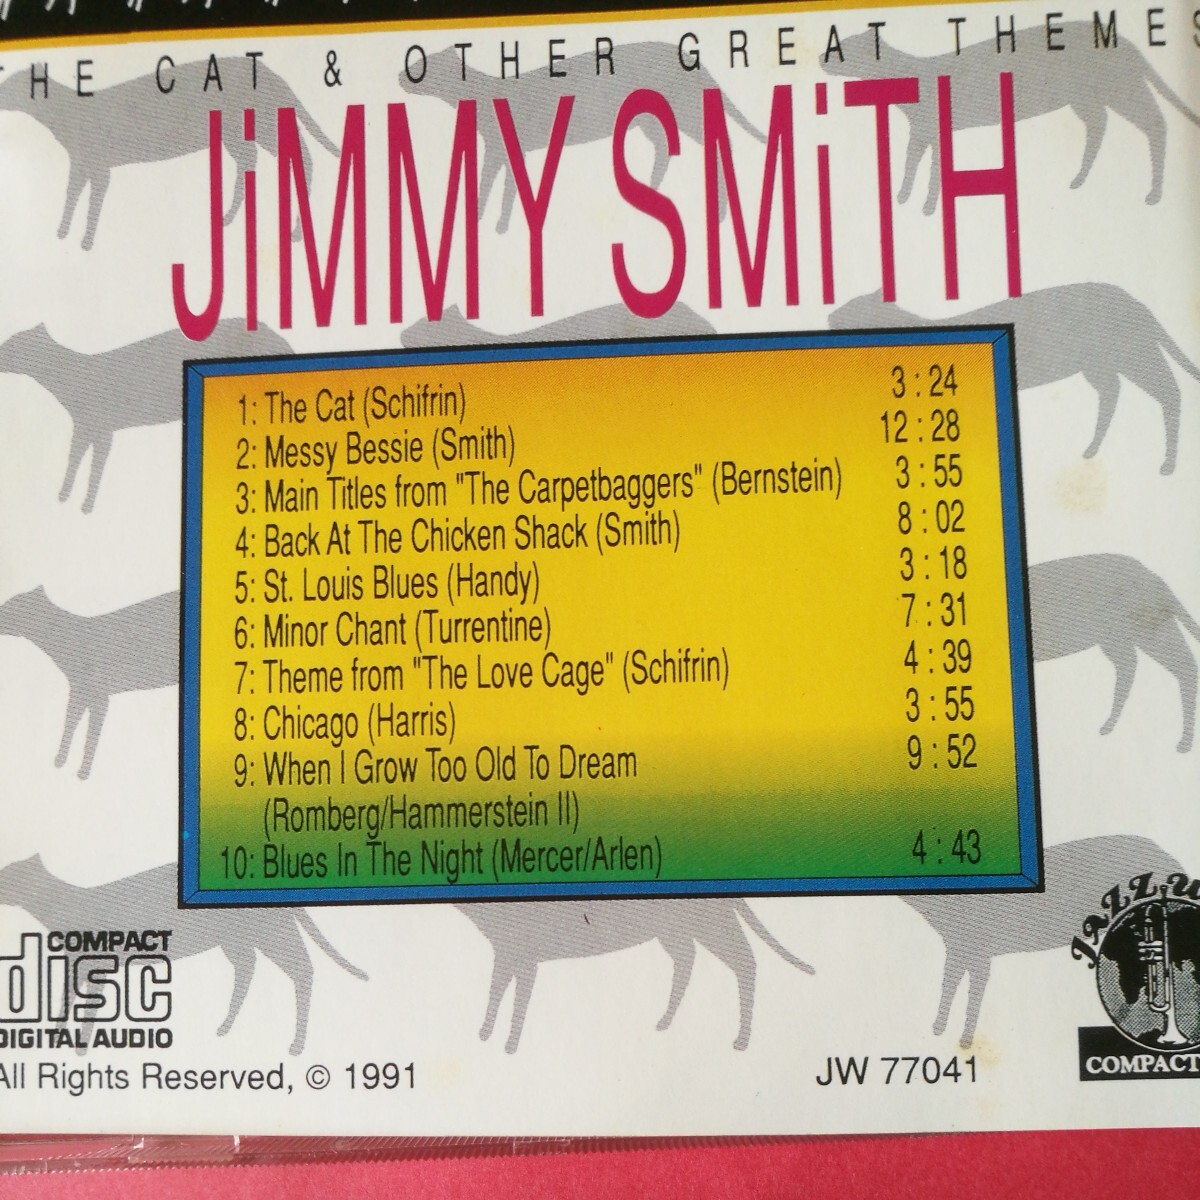 THE CAT & OTHER GREAT THEMES
JiMMY SMiTH
1: The Cat (Schifrin) 3:24
2: Messy Bessie (Smith) 12:28
3: Main Titles from "The Carpetbaggers" (Bernstein) 3:55
4: Back At The Chicken Shack (Smith) 8:02
5: St. Louis Blues (Handy) 3:18
6: Minor Chant (Turrentine) 7:31
7: Theme from "The Love Cage" (Schifrin) 4:39
8: Chicago (Harris) 3:55
9: When I Grow Too Old To Dream 9:52
(Romberg/Hammerstein II)
10: Blues In The Night (Mercer/Arlen) 4:43
COMPACT
disc
DIGITAL AUDIO
All Rights Reserved, © 1991
JW 77041
Jazz
COMPACT